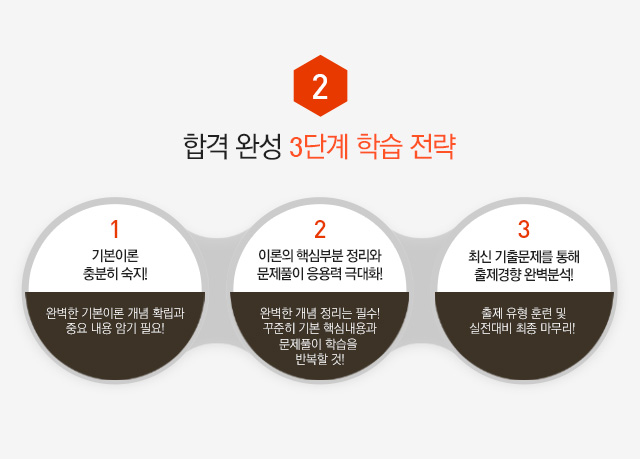 2
합격 완성 3단계 학습 전략
1
기본이론
충분히 숙지!
완벽한 기본이론 개념 확립과
중요 내용 암기 필요!
2
이론의 핵심부분 정리와
문제풀이 응용력 극대화!
완벽한 개념 정리는 필수!
꾸준히 기본 핵심내용과
문제풀이 학습을
반복할 것!
3
최신 기출문제를 통해
출제경향 완벽분석!
출제 유형 훈련 및
실전대비 최종 마무리!